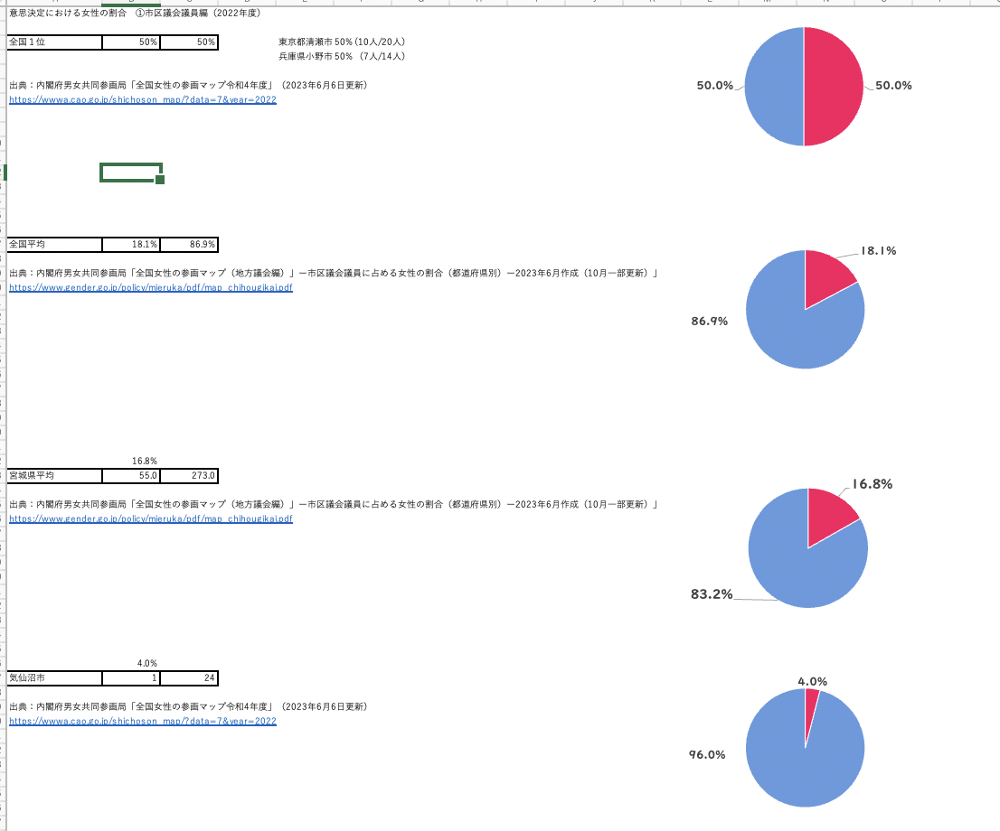 意思決定における女性の割合　①市区議会議員編（2022年度）
全国１位 50% 50% 東京都清瀬市 50% (10人/20人)
兵庫県小野市 50% （7人/14人）
出典：内閣府男女共同参画局「全国女性の参画マップ令和4年度」（2023年6月6日更新）
https://wwwa.cao.go.jp/shichoson_map/?data=7&year=2022
50.0% 50.0%
全国平均 18.1% 86.9%
出典：内閣府男女共同参画局「全国女性の参画マップ（地方議会編）」ー市区議会議員に占める女性の割合（都道府県別）ー2023年6月作成（10月一部更新）」
https://www.gender.go.jp/policy/mieruka/pdf/map_chihougikai.pdf
18.1%
86.9%
16.8%
宮城県平均 55.0 273.0
出典：内閣府男女共同参画局「全国女性の参画マップ（地方議会編）」ー市区議会議員に占める女性の割合（都道府県別）ー2023年6月作成（10月一部更新）」
https://www.gender.go.jp/policy/mieruka/pdf/map_chihougikai.pdf
16.8%
83.2%
4.0%
気仙沼市 1 24
出典：内閣府男女共同参画局「全国女性の参画マップ令和4年度」（2023年6月6日更新）
https://wwwa.cao.go.jp/shichoson_map/?data=7&year=2022
4.0%
96.0%